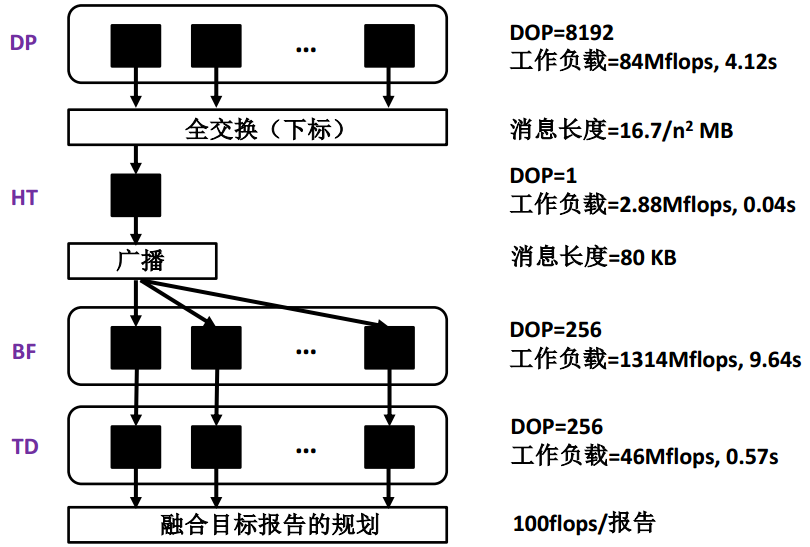 DP
...
DOP=8192
工作负载=84Mflops, 4.12s
全交换（下标）
消息长度=16.7/n² MB
HT
DOP=1
工作负载=2.88Mflops, 0.04s
广播
消息长度=80 KB
BF
...
DOP=256
工作负载=1314Mflops, 9.64s
TD
...
DOP=256
工作负载=46Mflops, 0.57s
融合目标报告的规划
100flops/报告